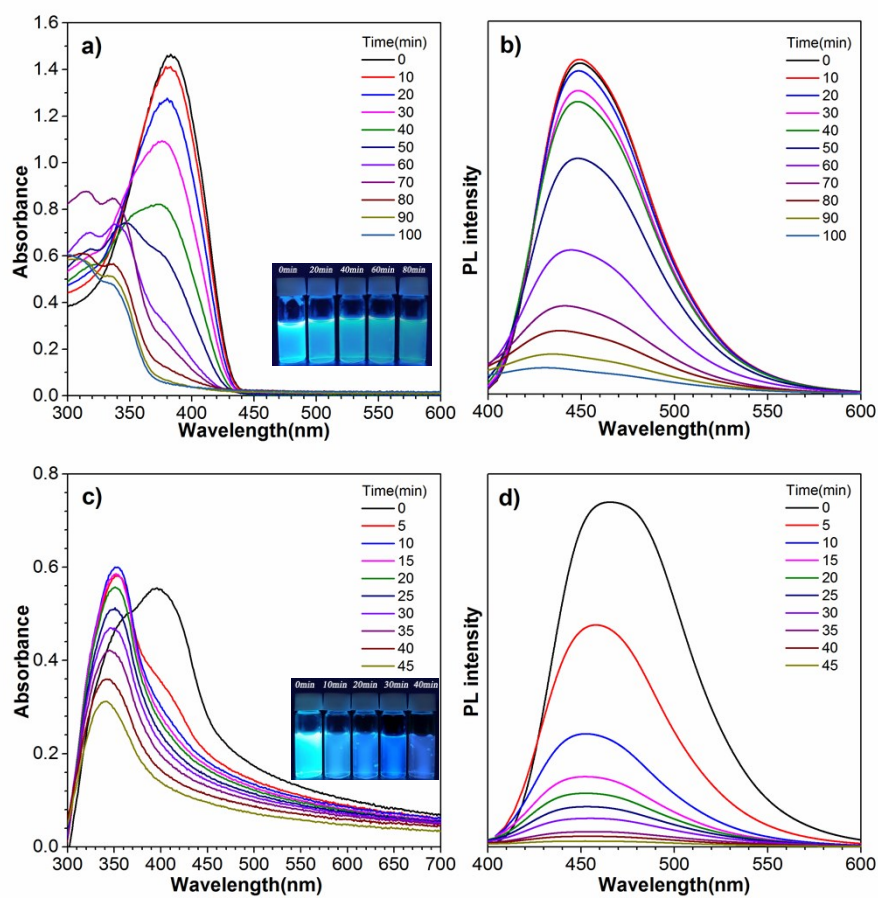 a)
Time(min)
0
10
20
30
40
50
60
70
80
90
100
1.6
1.4
1.2
1.0
0.8
0.6
0.4
0.2
0.0
Absorbance
0min 20min 40min 60min 80min
300 350 400 450 500 550 600
Wavelength(nm)
b)
Time(min)
0
10
20
30
40
50
60
70
80
90
100
PL intensity
400 450 500 550 600
Wavelength(nm)
c)
Time(min)
0
5
10
15
20
25
30
35
40
45
0.8
0.6
0.4
0.2
0.0
Absorbance
0min 10min 20min 30min 40min
300 350 400 450 500 550 600 650 700
Wavelength(nm)
d)
Time(min)
0
5
10
15
20
25
30
35
40
45
PL intensity
400 450 500 550 600
Wavelength(nm)